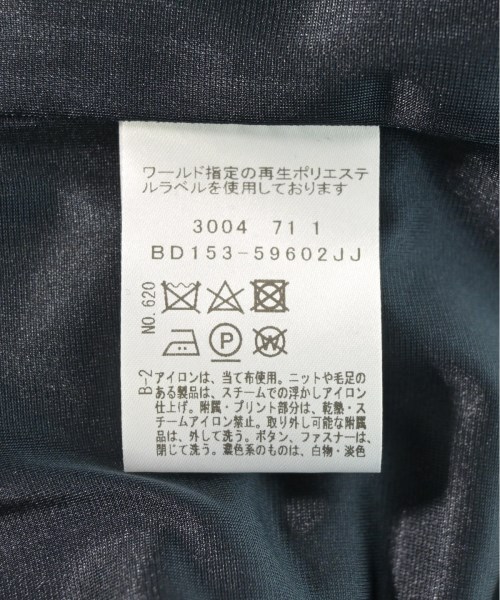 ワールド指定の再生ポリエステ
ルラベルを使用しております
3004 71 1
BD153-59602JJ
NO.620
P W
B-2
アイロンは、当て布使用。ニットや毛足の
ある製品は、スチームでの浮かしアイロン
仕上げ。附属・プリント部分は、乾熱・ス
チームアイロン禁止。取り外し可能な附属
品は、外して洗う。ボタン、ファスナーは、
閉じて洗う。濃色系のものは、白物・淡色